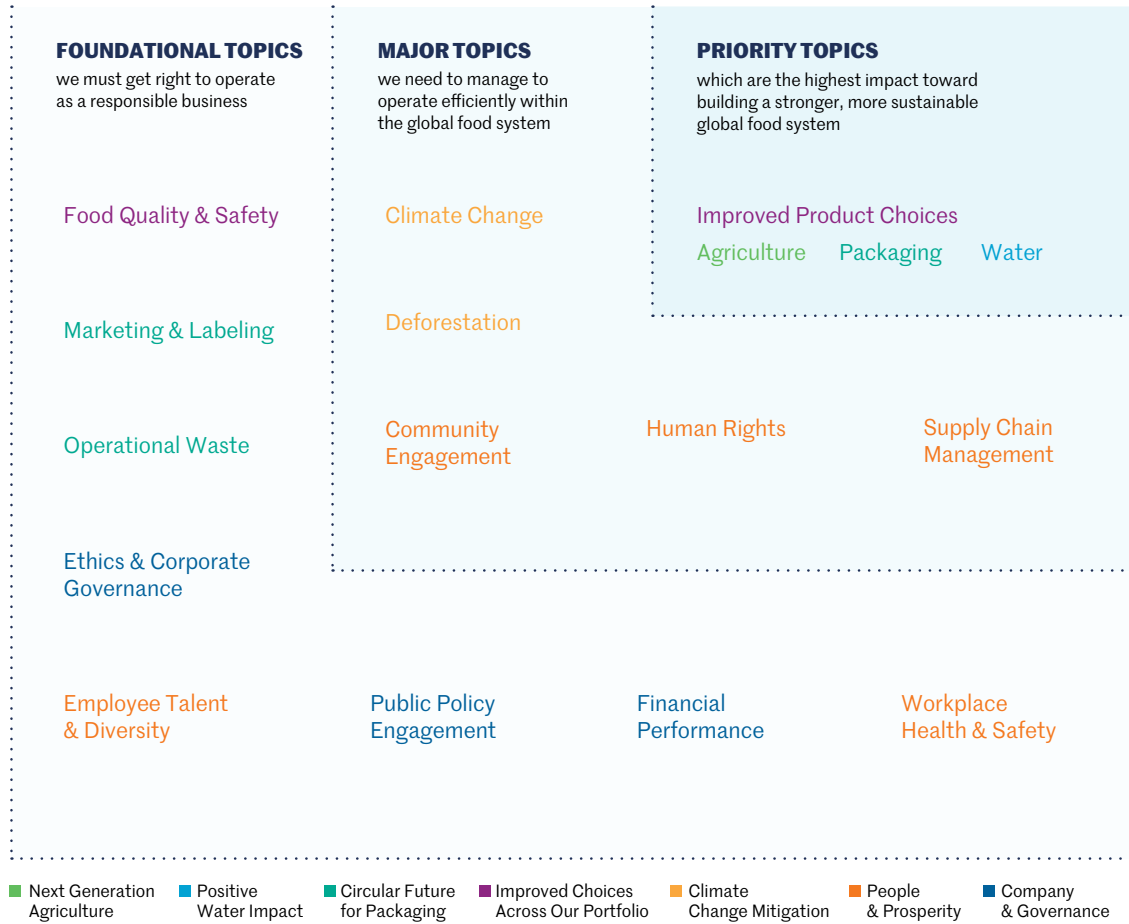 FOUNDATIONAL TOPICS
we must get right to operate
as a responsible business
MAJOR TOPICS
we need to manage to
operate efficiently within
the global food system
PRIORITY TOPICS
which are the highest impact toward
building a stronger, more sustainable
global food system
Food Quality & Safety
Climate Change
Improved Product Choices
Agriculture
Packaging
Water
Marketing & Labeling
Deforestation
Operational Waste
Community
Engagement
Human Rights
Supply Chain
Management
Ethics & Corporate
Governance
Employee Talent
& Diversity
Public Policy
Engagement
Financial
Performance
Workplace
Health & Safety
Next Generation
Agriculture
Positive
Water Impact
Circular Future
for Packaging
Improved Choices
Across Our Portfolio
Climate
Change Mitigation
People
& Prosperity
Company
& Governance